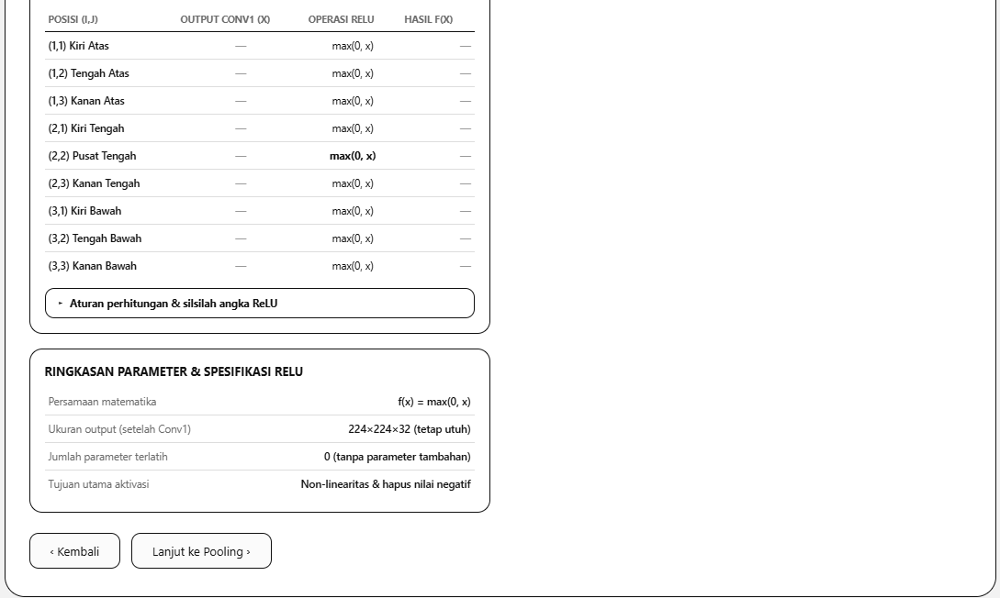 POSISI (I,J) OUTPUT CONV1 (X) OPERASI RELU HASIL F(X)
(1,1) Kiri Atas — max(0, x) —
(1,2) Tengah Atas — max(0, x) —
(1,3) Kanan Atas — max(0, x) —
(2,1) Kiri Tengah — max(0, x) —
(2,2) Pusat Tengah — max(0, x) —
(2,3) Kanan Tengah — max(0, x) —
(3,1) Kiri Bawah — max(0, x) —
(3,2) Tengah Bawah — max(0, x) —
(3,3) Kanan Bawah — max(0, x) —
▸ Aturan perhitungan & silsilah angka ReLU
RINGKASAN PARAMETER & SPESIFIKASI RELU
Persamaan matematika f(x) = max(0, x)
Ukuran output (setelah Conv1) 224×224×32 (tetap utuh)
Jumlah parameter terlatih 0 (tanpa parameter tambahan)
Tujuan utama aktivasi Non-linearitas & hapus nilai negatif
‹ Kembali Lanjut ke Pooling ›